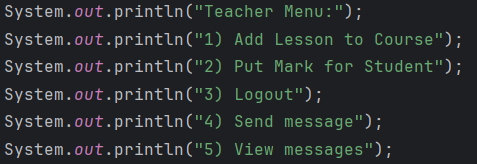 System.out.println("Teacher Menu:");
System.out.println("1) Add Lesson to Course");
System.out.println("2) Put Mark for Student");
System.out.println("3) Logout");
System.out.println("4) Send message");
System.out.println("5) View messages");